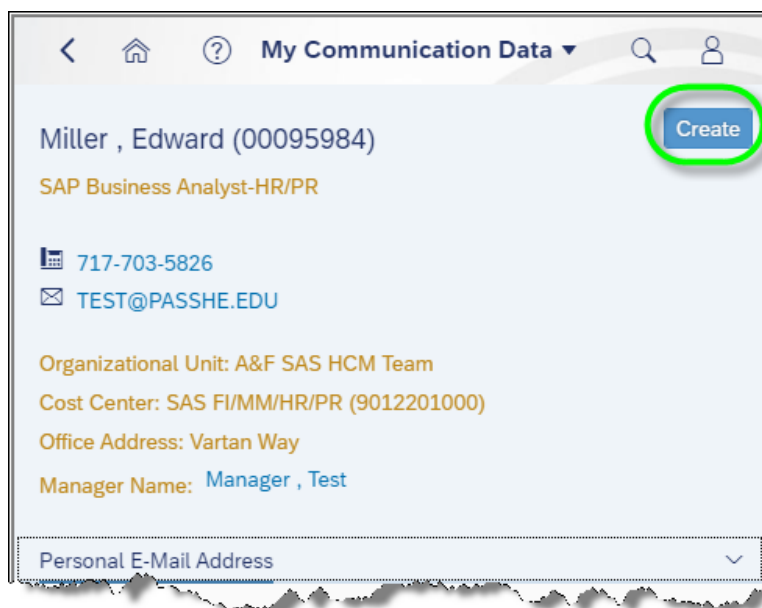 My Communication Data
Miller , Edward (00095984)
Create
SAP Business Analyst-HR/PR
717-703-5826
TEST@PASSHE.EDU
Organizational Unit: A&F SAS HCM Team
Cost Center: SAS FI/MM/HR/PR (9012201000)
Office Address: Vartan Way
Manager Name: Manager , Test
Personal E-Mail Address